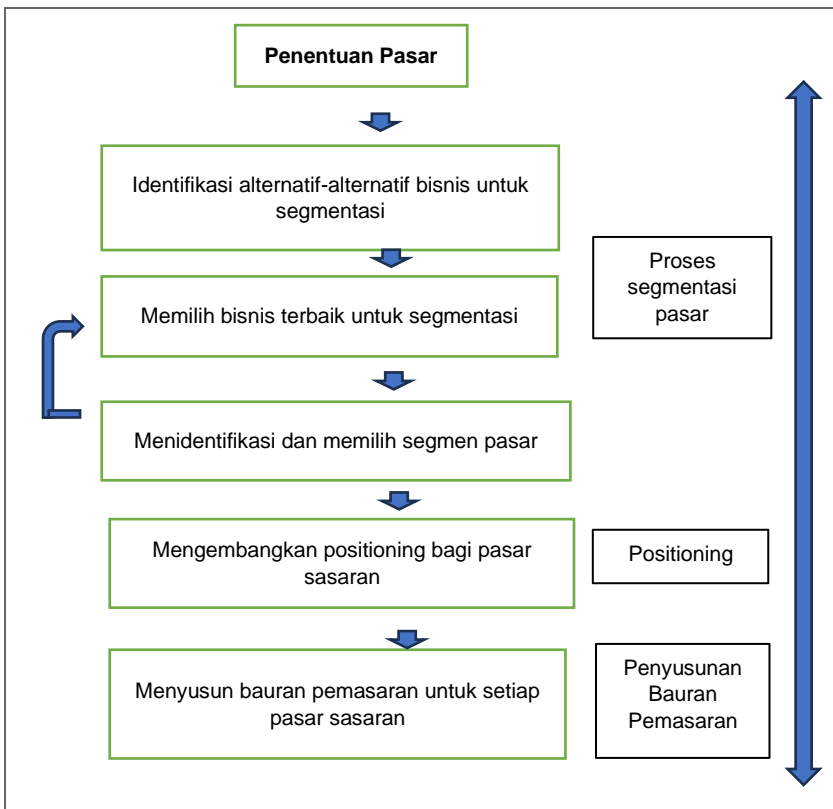 Penentuan Pasar
Identifikasi alternatif-alternatif bisnis untuk
segmentasi
Proses
segmentasi
pasar
Memilih bisnis terbaik untuk segmentasi
Menidentifikasi dan memilih segmen pasar
Mengembangkan positioning bagi pasar
sasaran
Positioning
Menyusun bauran pemasaran untuk setiap
pasar sasaran
Penyusunan
Bauran
Pemasaran